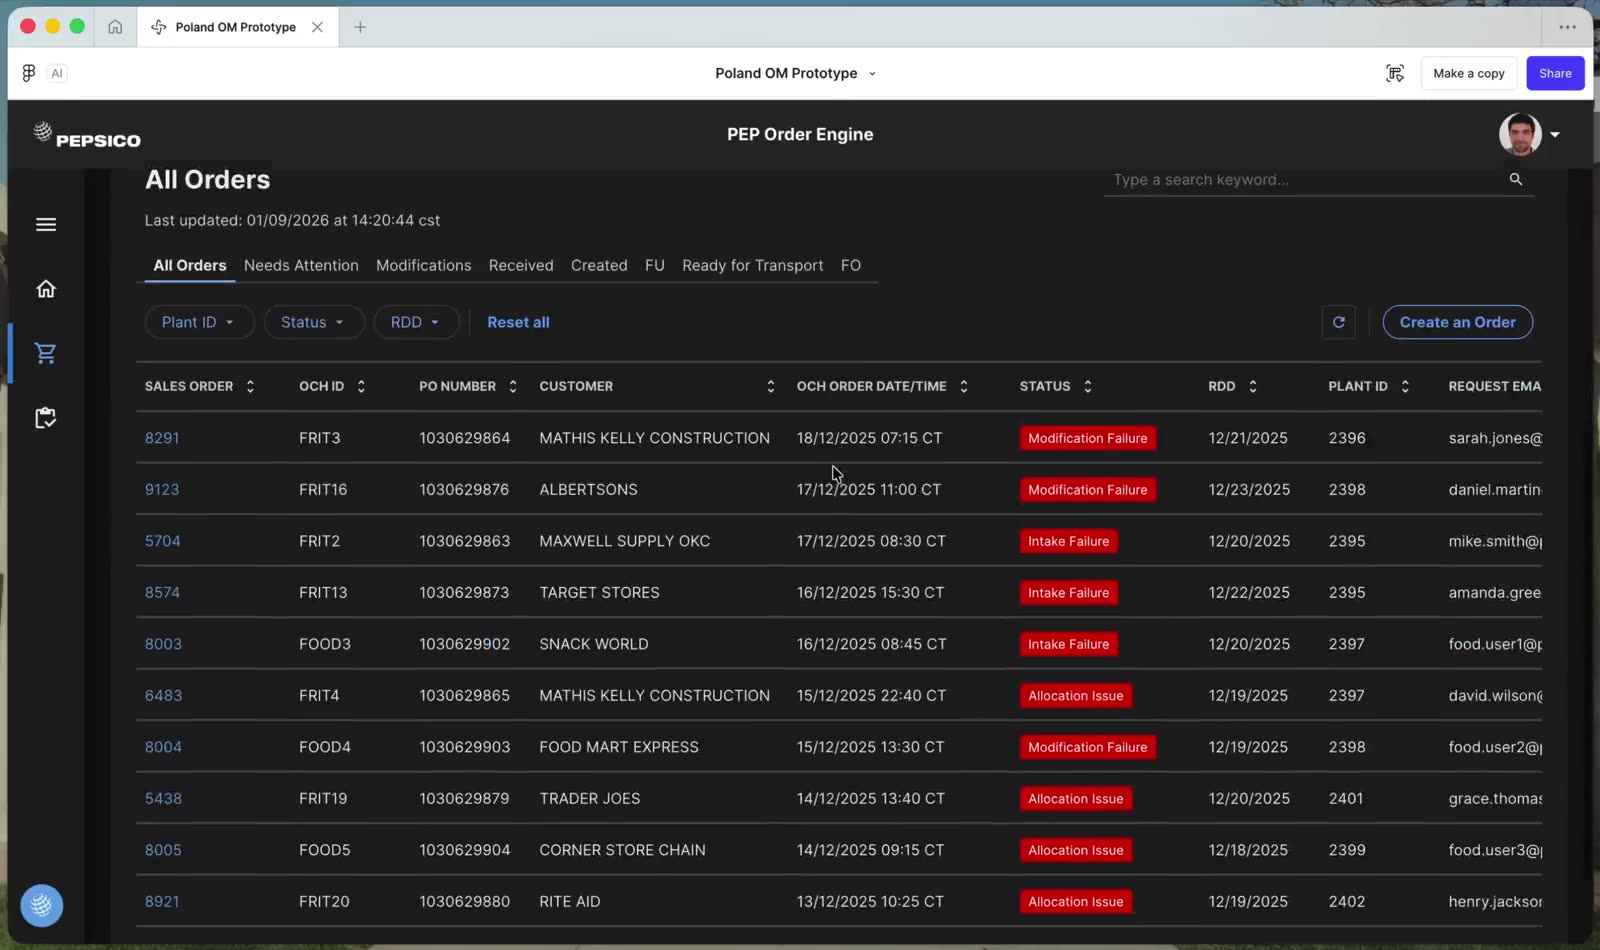 Poland OM Prototype
AI
Poland OM Prototype
Make a copy
Share
PEPSICO
PEP Order Engine
All Orders
Type a search keyword...
Last updated: 01/09/2026 at 14:20:44 cst
All Orders Needs Attention Modifications Received Created FU Ready for Transport FO
Plant ID Status RDD Reset all Create an Order
SALES ORDER OCH ID PO NUMBER CUSTOMER OCH ORDER DATE/TIME STATUS RDD PLANT ID REQUEST EMA
8291 FRIT3 1030629864 MATHIS KELLY CONSTRUCTION 18/12/2025 07:15 CT Modification Failure 12/21/2025 2396 sarah.jones@
9123 FRIT16 1030629876 ALBERTSONS 17/12/2025 11:00 CT Modification Failure 12/23/2025 2398 daniel.martin
5704 FRIT2 1030629863 MAXWELL SUPPLY OKC 17/12/2025 08:30 CT Intake Failure 12/20/2025 2395 mike.smith@p
8574 FRIT13 1030629873 TARGET STORES 16/12/2025 15:30 CT Intake Failure 12/22/2025 2395 amanda.gree
8003 FOOD3 1030629902 SNACK WORLD 16/12/2025 08:45 CT Intake Failure 12/20/2025 2397 food.user1@p
6483 FRIT4 1030629865 MATHIS KELLY CONSTRUCTION 15/12/2025 22:40 CT Allocation Issue 12/19/2025 2397 david.wilson@
8004 FOOD4 1030629903 FOOD MART EXPRESS 15/12/2025 13:30 CT Modification Failure 12/19/2025 2398 food.user2@p
5438 FRIT19 1030629879 TRADER JOES 14/12/2025 13:40 CT Allocation Issue 12/20/2025 2401 grace.thomas
8005 FOOD5 1030629904 CORNER STORE CHAIN 14/12/2025 09:15 CT Allocation Issue 12/18/2025 2399 food.user3@p
8921 FRIT20 1030629880 RITE AID 13/12/2025 10:25 CT Allocation Issue 12/19/2025 2402 henry.jackson